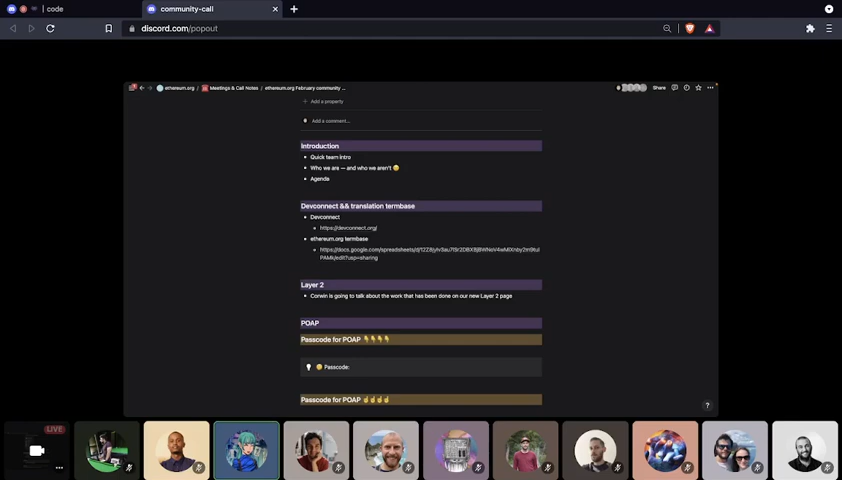 code
community-call
discord.com/popout
ethereum.org / Meetings & Call Notes / ethereum.org February community ...
Share
Add a property
Add a comment...
Introduction
Quick team intro
Who we are — and who we aren't
Agenda
Devconnect && translation termbase
Devconnect
https://devconnect.org/
ethereum.org termbase
Layer 2
Corwin is going to talk about the work that has been done on our new Layer 2 page
POAP
Passcode for POAP 👇👇👇👇
Passcode:
Passcode for POAP ☝☝☝☝
?
LIVE